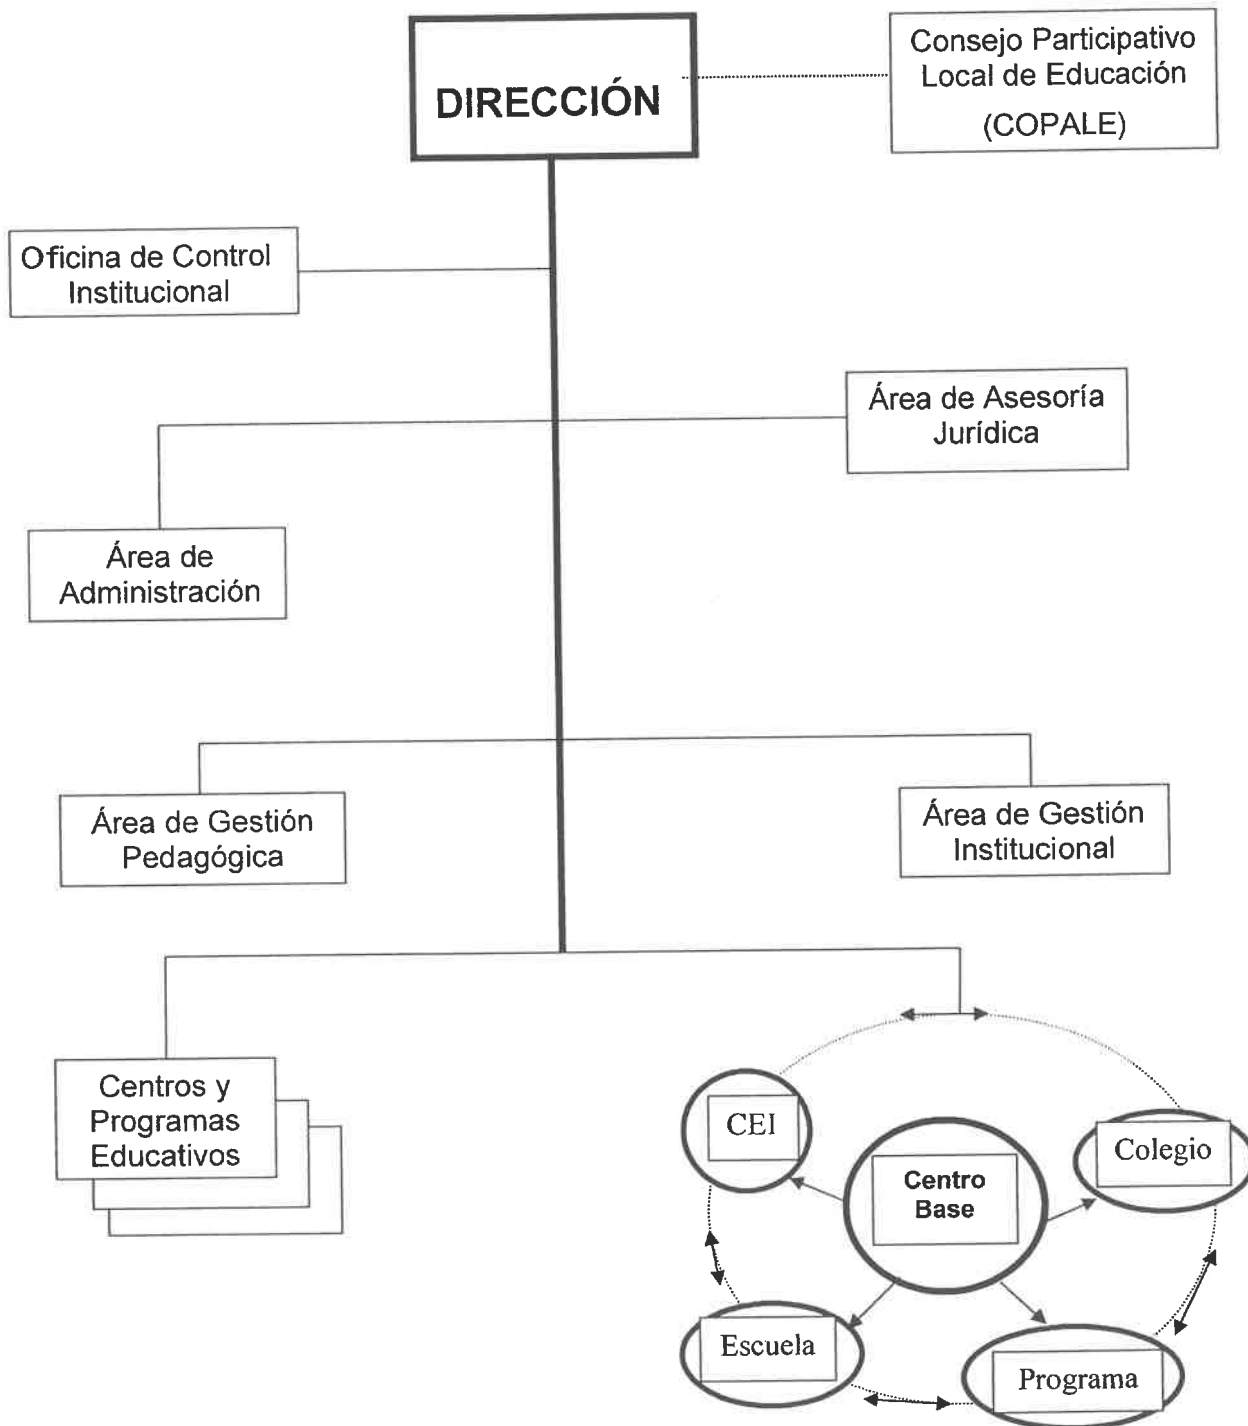 DIRECCIÓN
Consejo Participativo
Local de Educación
(COPALE)
Oficina de Control
Institucional
Área de Asesoría
Jurídica
Área de
Administración
Área de Gestión
Pedagógica
Área de Gestión
Institucional
Centros y
Programas
Educativos
CEI
Colegio
Centro
Base
Escuela
Programa